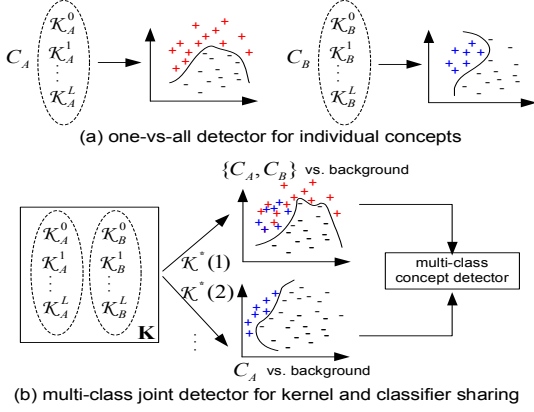 C_A
K_A^0
K_A^1
⋮
K_A^L
C_B
K_B^0
K_B^1
⋮
K_B^L
(a) one-vs-all detector for individual concepts
{C_A, C_B} vs. background
K_A^0 K_B^0
K_A^1 K_B^1
⋮ ⋮
K_A^L K_B^L
K
K^*(1)
K^*(2)
⋮
multi-class
concept detector
C_A vs. background
(b) multi-class joint detector for kernel and classifier sharing